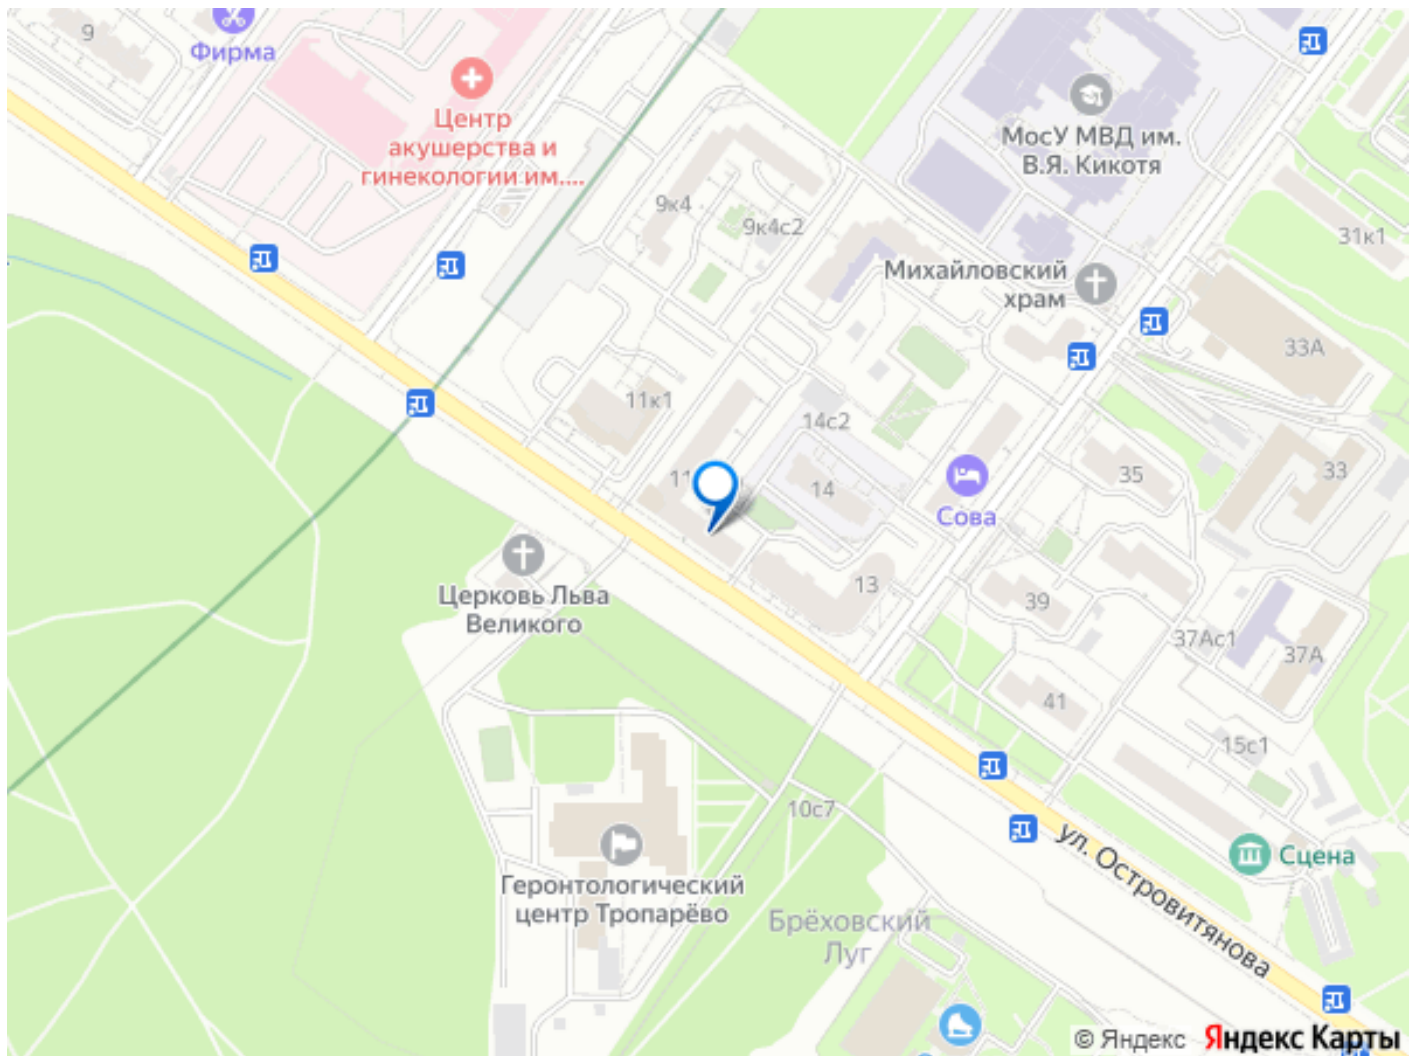 9
Фирма
Центр
акушерства и
гинекологии им....
МосУ МВД им.
В.Я. Кикотя
9к4
9к4с2
31к1
Михайловский
храм
33А
11к1
14с2
11
14
35
33
Сова
Церковь Льва
Великого
13
39
37Ас1
37А
41
15с1
10с7
ул. Островитянова
Сцена
Геронтологический
центр Тропарёво
Брёховский
Луг
© Яндекс Яндекс Карты